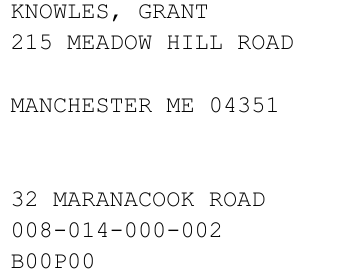 KNOWLES, GRANT
215 MEADOW HILL ROAD
MANCHESTER ME 04351
32 MARANACOOK ROAD
008-014-000-002
B00P00